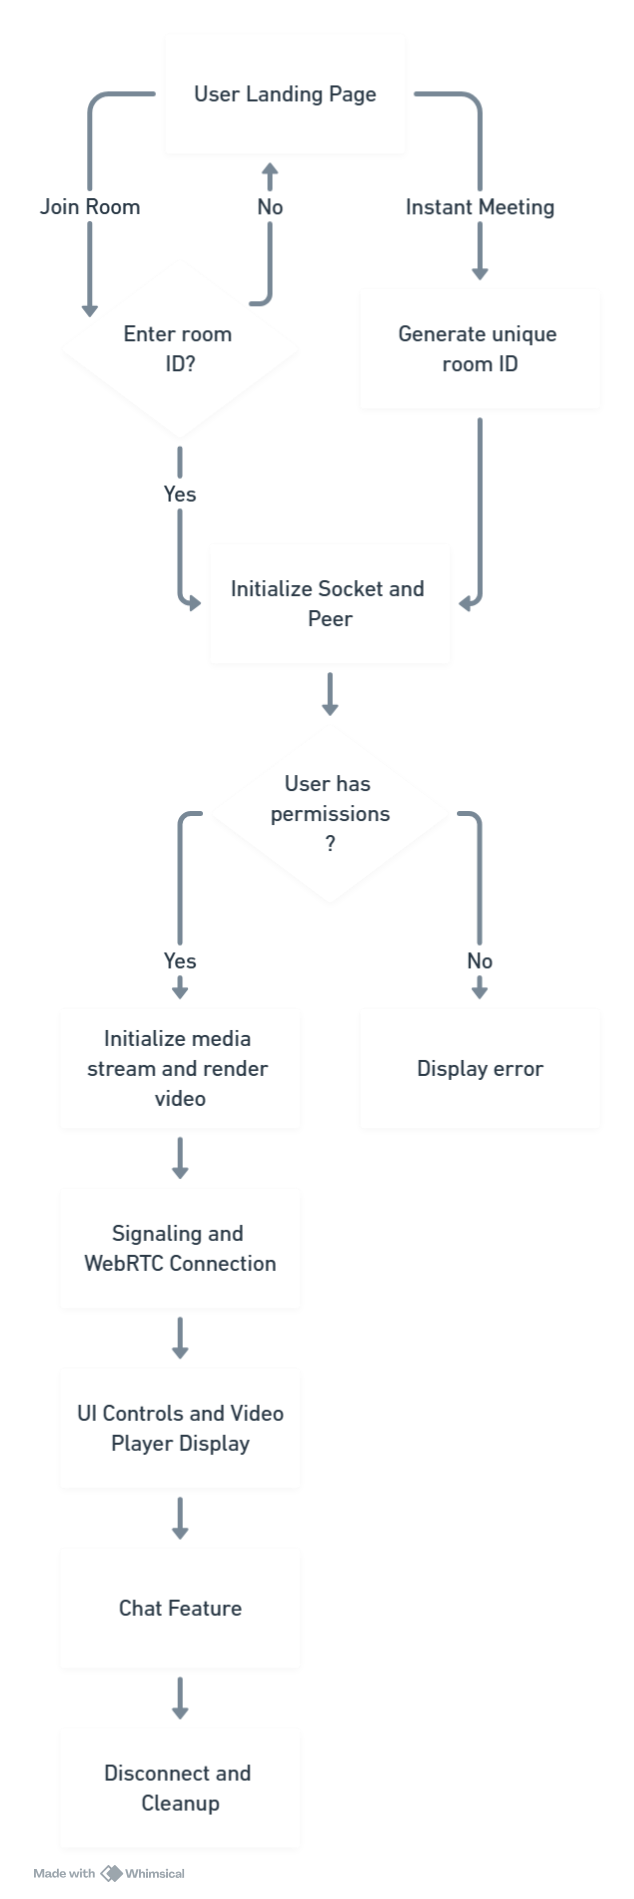 User Landing Page
Join Room
No
Instant Meeting
Enter room
ID?
Generate unique
room ID
Yes
Initialize Socket and
Peer
User has
permissions
?
Yes
No
Initialize media
stream and render
video
Display error
Signaling and
WebRTC Connection
UI Controls and Video
Player Display
Chat Feature
Disconnect and
Cleanup
Made with Whimsical